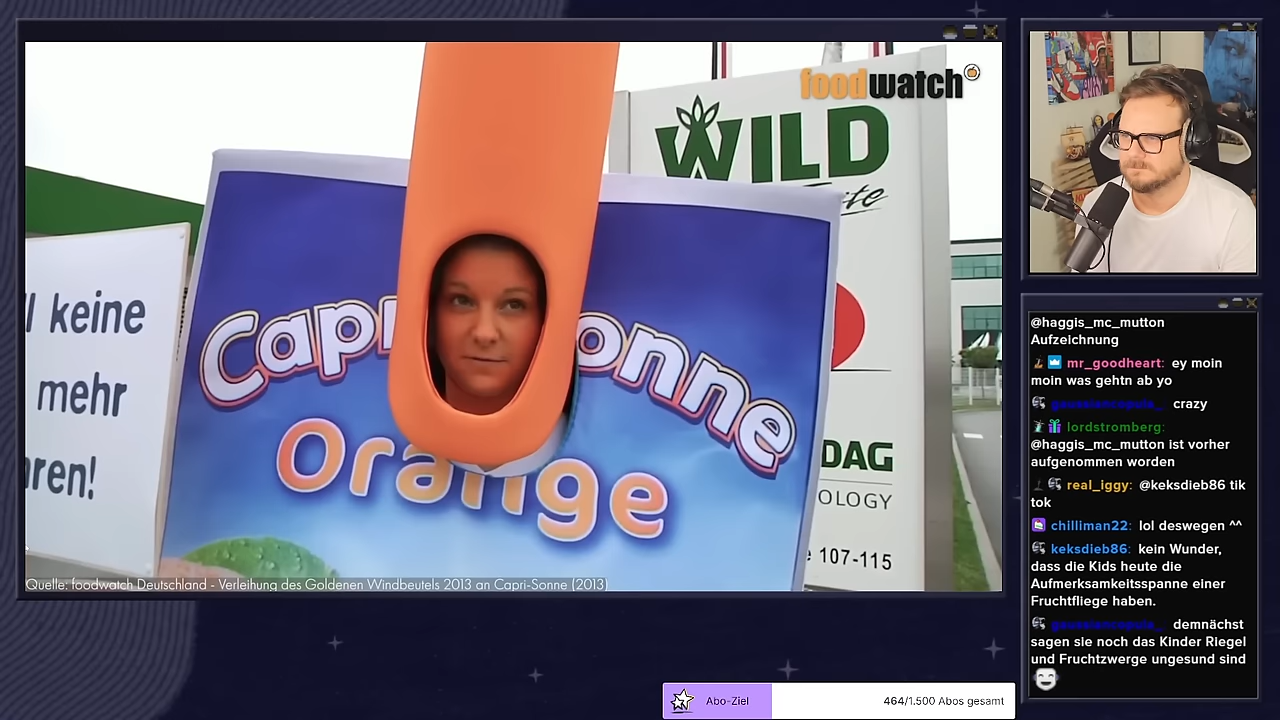 foodwatch
WILD
l keine
mehr
ren!
Capri-Sonne
Orange
DAG
OLOGY
107-115
Quelle: foodwatch Deutschland - Verleihung des Goldenen Windbeutels 2013 an Capri-Sonne (2013)
@haggis_mc_mutton
Aufzeichnung
mr_goodheart: ey moin
moin was gehtn ab yo
crazy
lordstromberg:
@haggis_mc_mutton ist vorher
aufgenommen worden
real_iggy: @keksdieb86 tik
tok
chilliman22: lol deswegen ^^
keksdieb86: kein Wunder,
dass die Kids heute die
Aufmerksamkeitsspanne einer
Fruchtfliege haben.
demnächst
sagen sie noch das Kinder Riegel
und Fruchtzwerge ungesund sind
Abo-Ziel
464/1.500 Abos gesamt